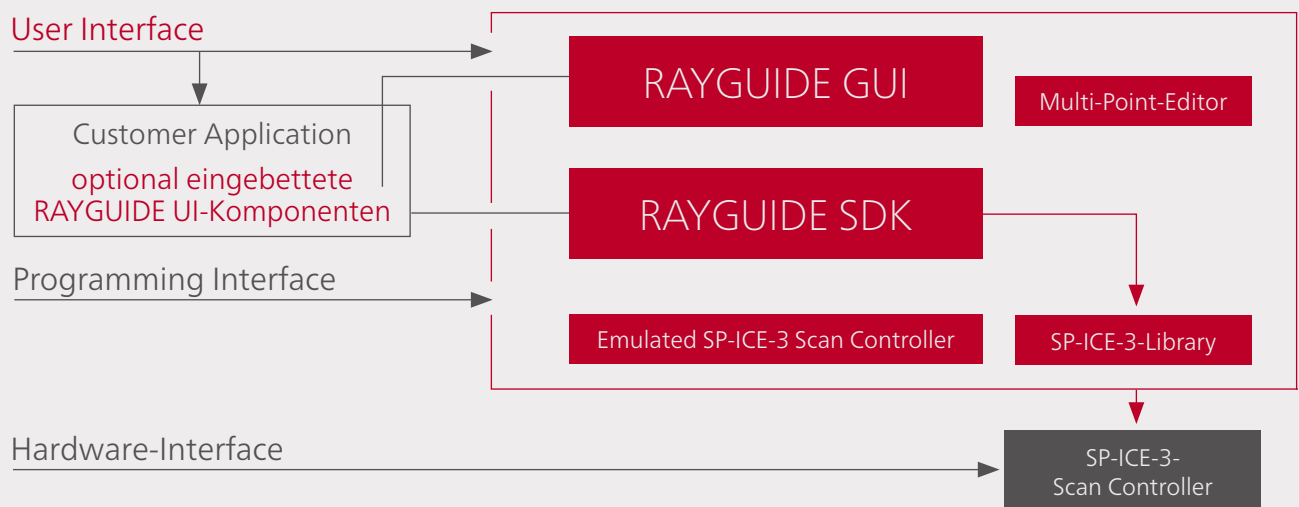 User Interface
RAYGUIDE GUI
Multi-Point-Editor
Customer Application
optional eingebettete
RAYGUIDE UI-Komponenten
RAYGUIDE SDK
Programming Interface
Emulated SP-ICE-3 Scan Controller
SP-ICE-3-Library
Hardware-Interface
SP-ICE-3-
Scan Controller